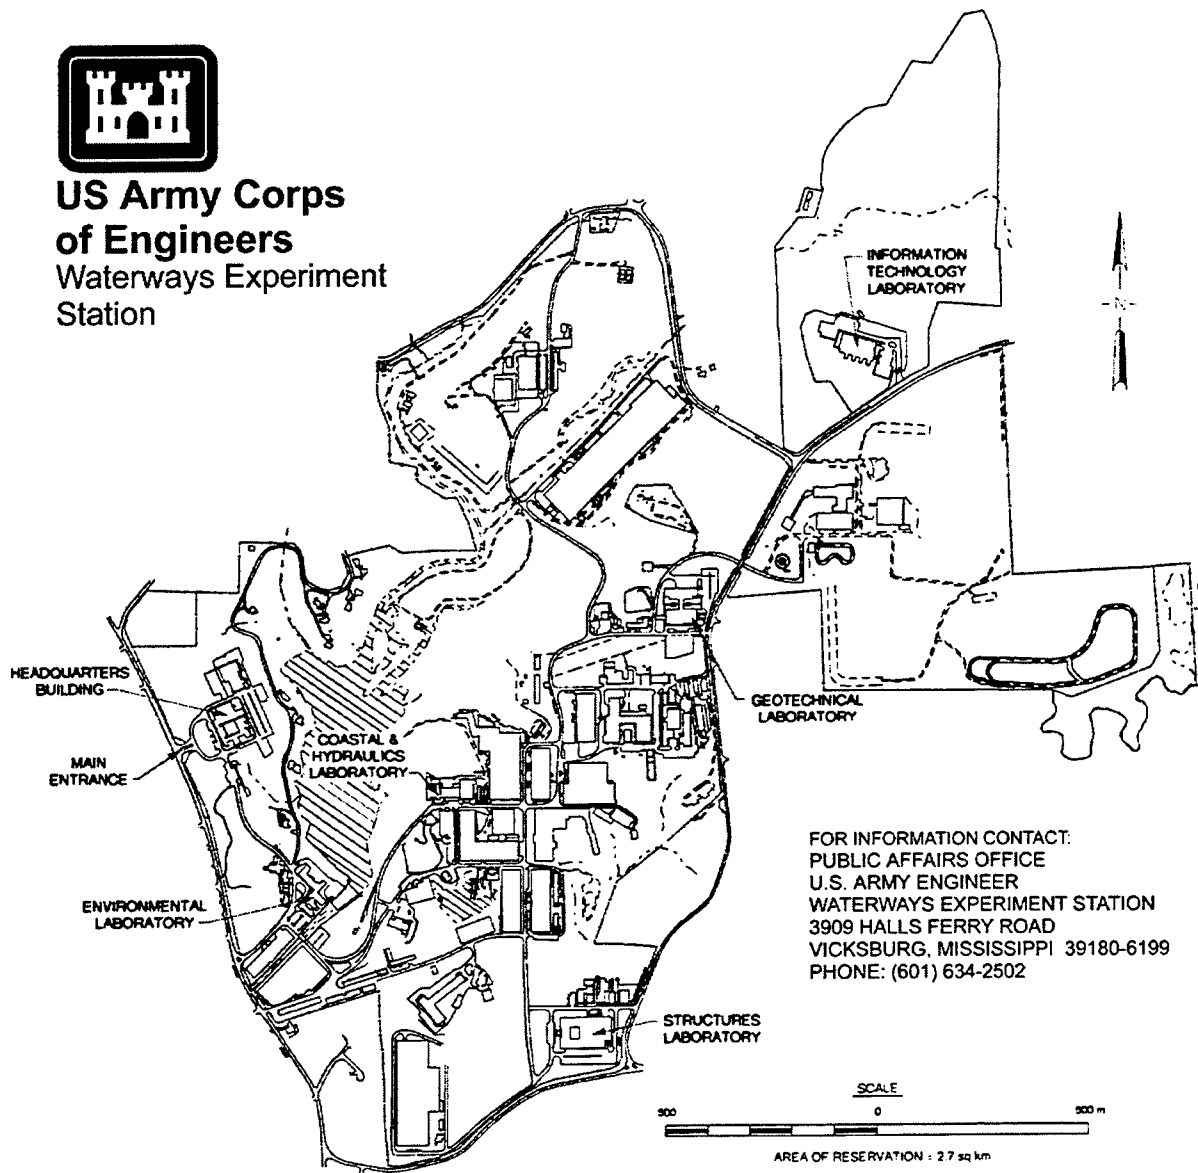 US Army Corps
of Engineers
Waterways Experiment
Station
INFORMATION
TECHNOLOGY
LABORATORY
N
HEADQUARTERS
BUILDING
MAIN
ENTRANCE
COASTAL &
HYDRAULICS
LABORATORY
GEOTECHNICAL
LABORATORY
ENVIRONMENTAL
LABORATORY
STRUCTURES
LABORATORY
FOR INFORMATION CONTACT:
PUBLIC AFFAIRS OFFICE
U.S. ARMY ENGINEER
WATERWAYS EXPERIMENT STATION
3909 HALLS FERRY ROAD
VICKSBURG, MISSISSIPPI 39180-6199
PHONE: (601) 634-2502
SCALE
500 0 500 m
AREA OF RESERVATION : 2.7 sq km